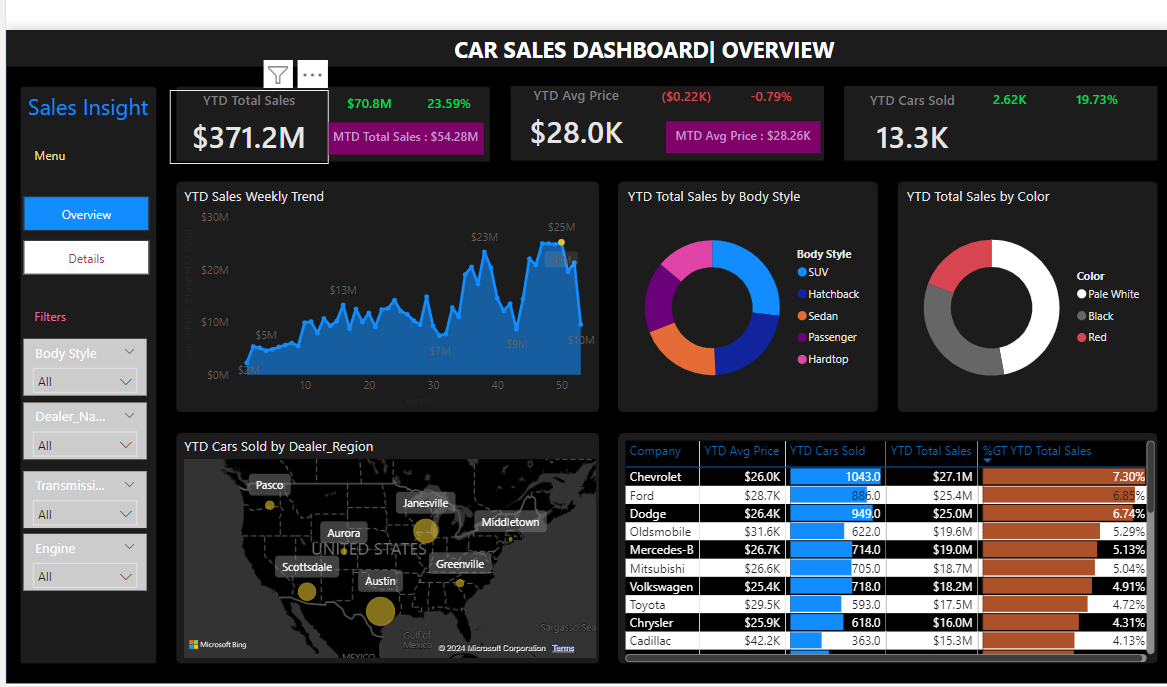 CAR SALES DASHBOARD| OVERVIEW
Sales Insight
Menu
Overview
Details
Filters
Body Style
All
Dealer_Na...
All
Transmissi...
All
Engine
All
YTD Total Sales
$371.2M
$70.8M 23.59%
MTD Total Sales : $54.28M
YTD Avg Price
$28.0K
($0.22K) -0.79%
MTD Avg Price : $28.26K
YTD Cars Sold
13.3K
2.62K 19.73%
YTD Sales Weekly Trend
$30M
$20M
$10M
$0M
$2M
$5M
$13M
$7M
$23M
$9M
$25M
$10M
10 20 30 40 50
YTD Total Sales by Body Style
Body Style
SUV
Hatchback
Sedan
Passenger
Hardtop
YTD Total Sales by Color
Color
Pale White
Black
Red
YTD Cars Sold by Dealer_Region
Pasco
Janesville
Middletown
Aurora
UNITED STATES
Scottsdale
Greenville
Austin
Gulf of
Mexico
Sargasso Sea
MEXICO
Microsoft Bing
© 2024 Microsoft Corporation Terms
Company YTD Avg Price YTD Cars Sold YTD Total Sales %GT YTD Total Sales
Chevrolet $26.0K 1043.0 $27.1M 7.30%
Ford $28.7K 886.0 $25.4M 6.85%
Dodge $26.4K 949.0 $25.0M 6.74%
Oldsmobile $31.6K 622.0 $19.6M 5.29%
Mercedes-B $26.7K 714.0 $19.0M 5.13%
Mitsubishi $26.6K 705.0 $18.7M 5.04%
Volkswagen $25.4K 718.0 $18.2M 4.91%
Toyota $29.5K 593.0 $17.5M 4.72%
Chrysler $25.9K 618.0 $16.0M 4.31%
Cadillac $42.2K 363.0 $15.3M 4.13%